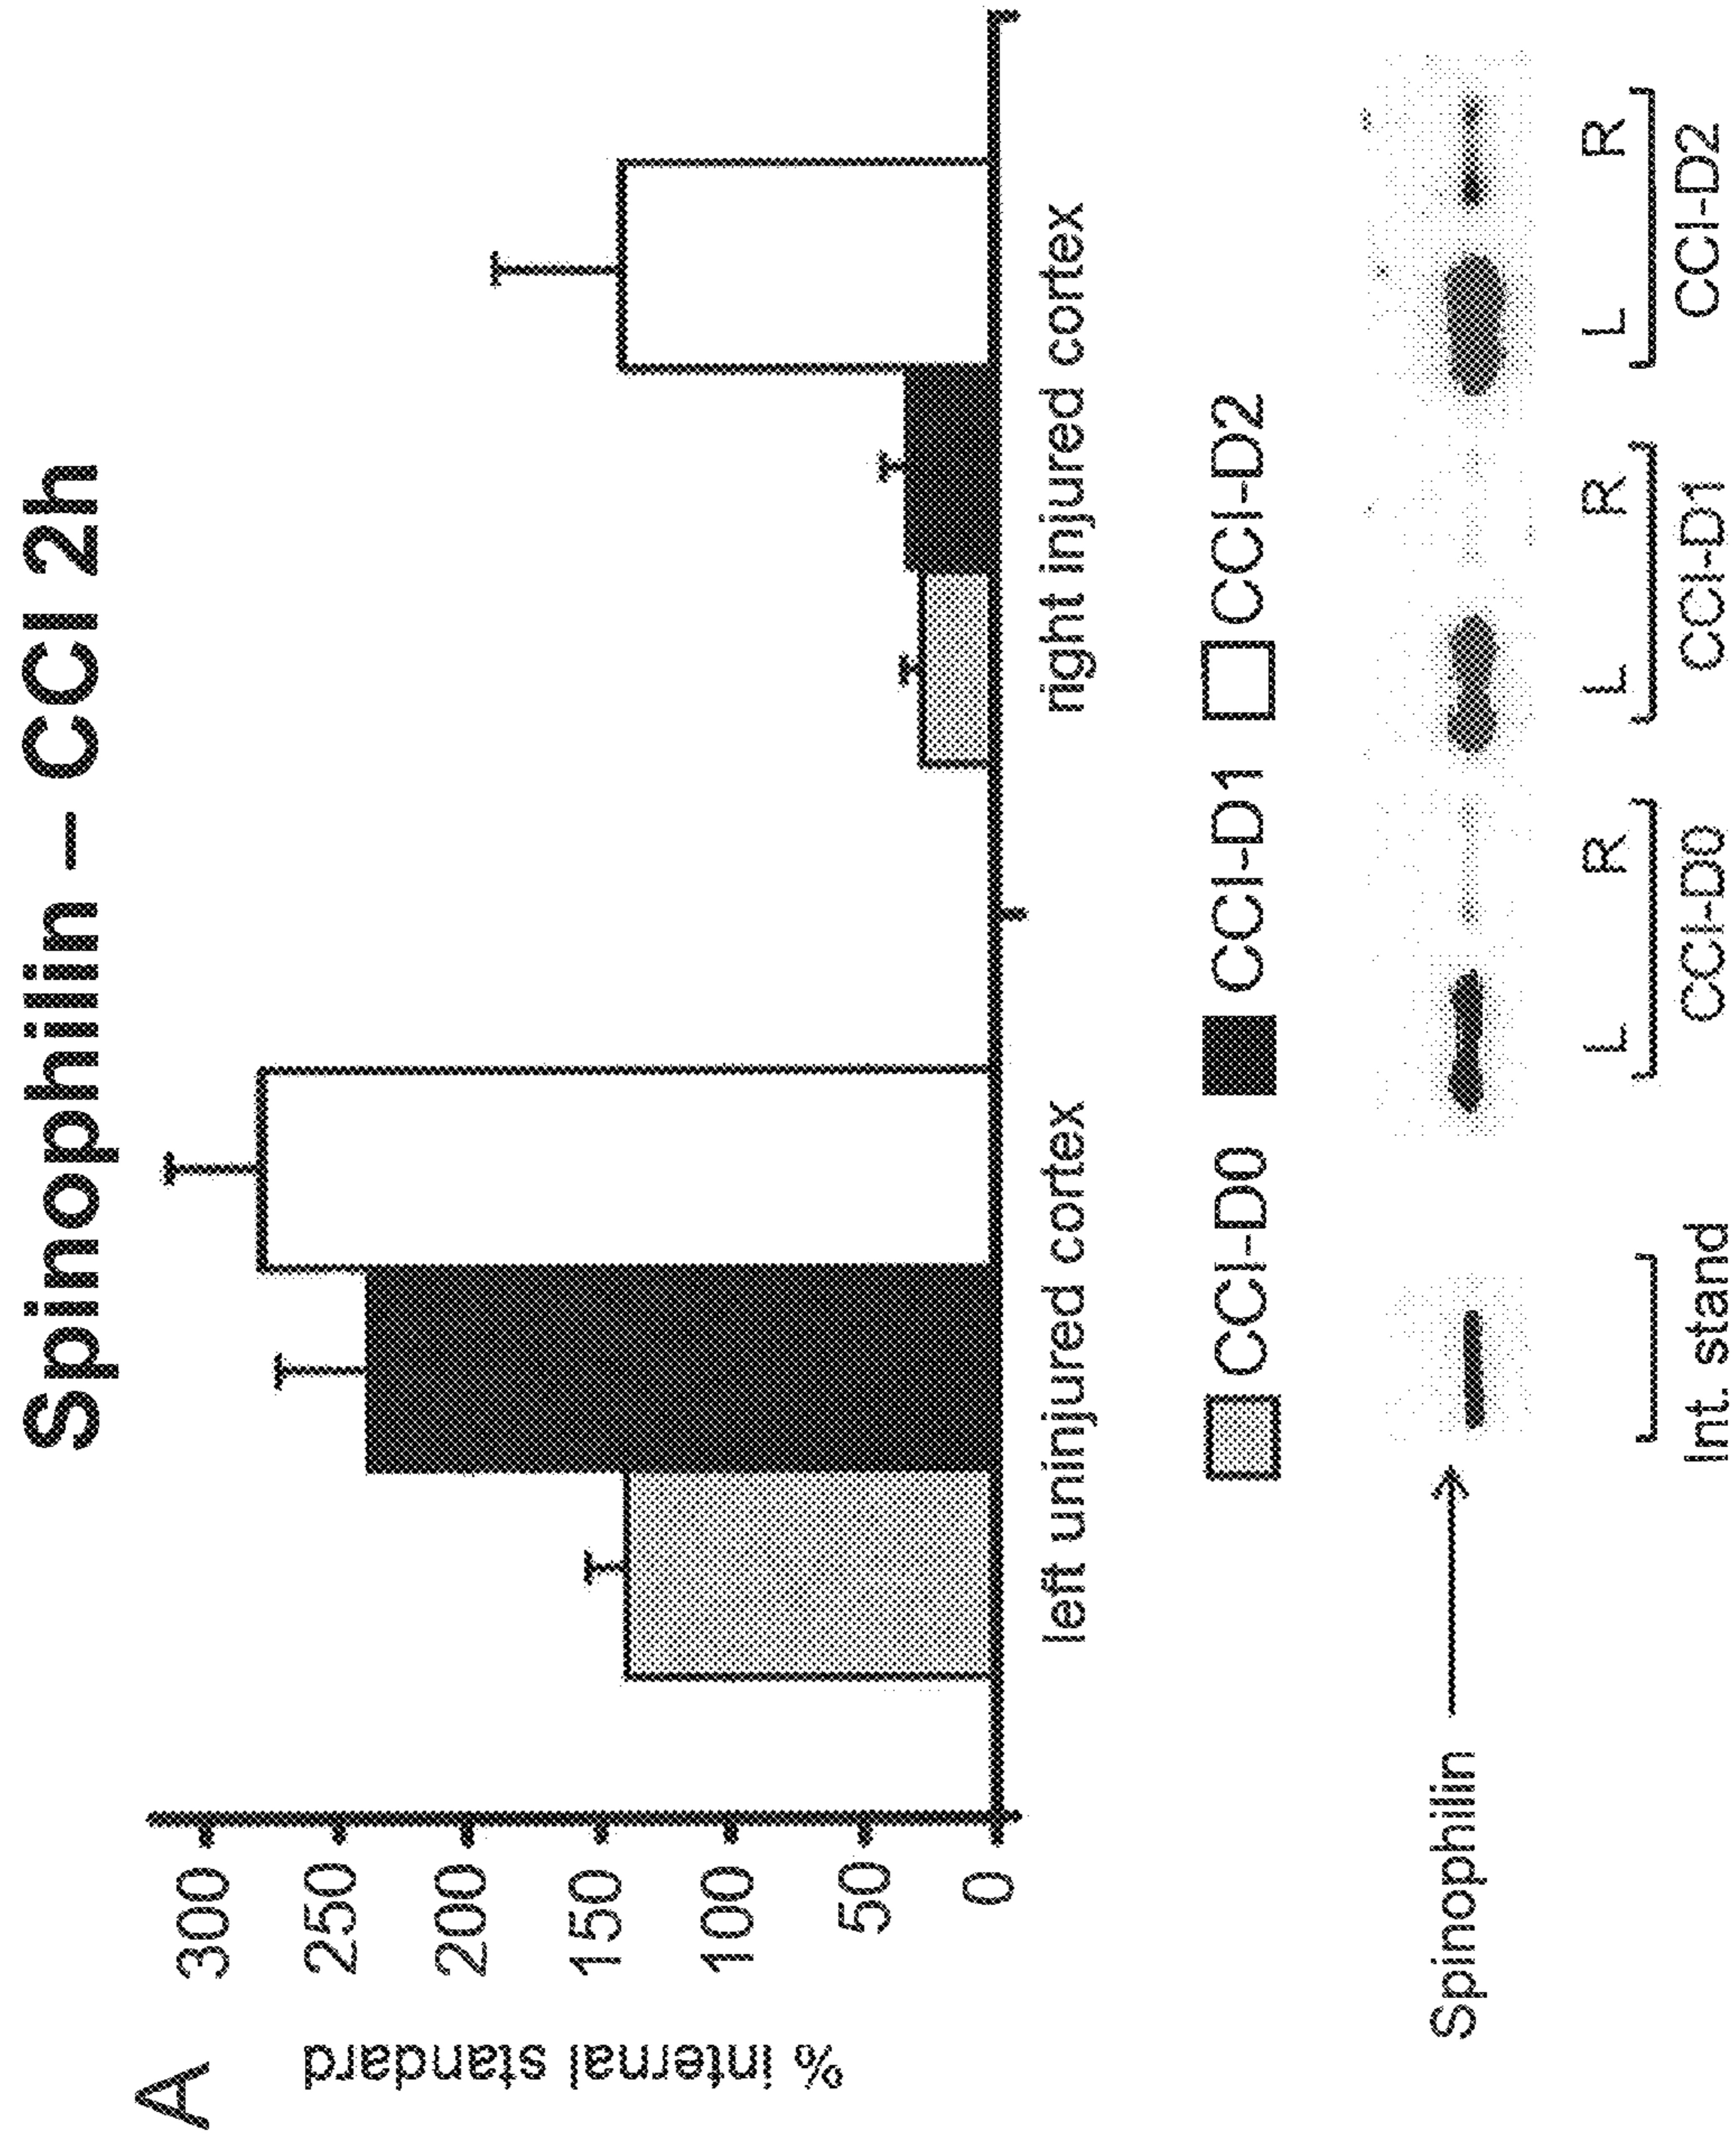 A
Spinophilin – CCI 2h
% internal standard
300
250
200
150
100
50
0
left uninjured cortex
right injured cortex
CCI-D0 CCI-D1 CCI-D2
Spinophilin
L R L R L R
Int. stand CCI-D0 CCI-D1 CCI-D2